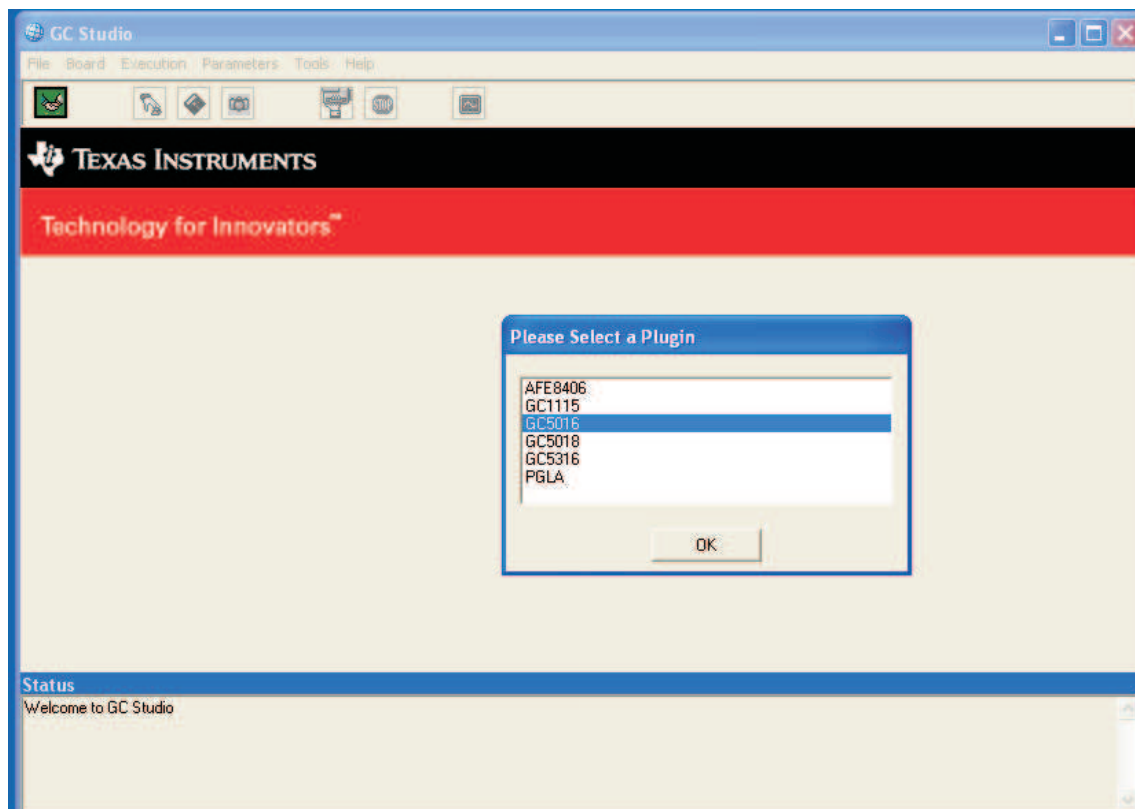 GC Studio
File Board Execution Parameters Tools Help
STOP
TEXAS INSTRUMENTS
Technology for Innovators™
Please Select a Plugin
AFE8406
GC1115
GC5016
GC5018
GC5316
PGLA
OK
Status
Welcome to GC Studio